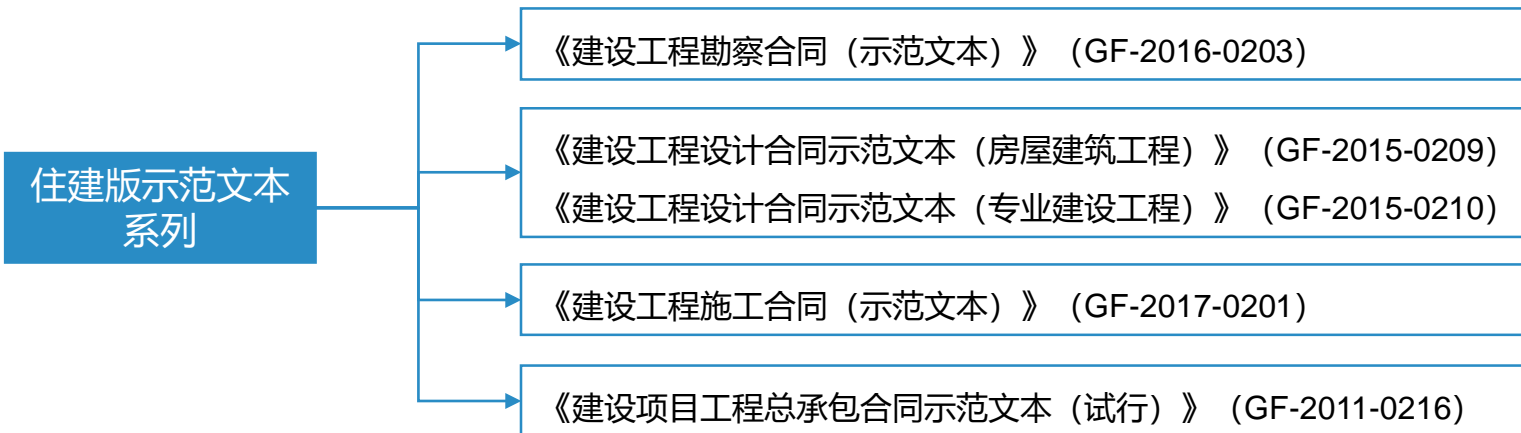 住建版示范文本
系列
《建设工程勘察合同（示范文本）》（GF-2016-0203）
《建设工程设计合同示范文本（房屋建筑工程）》（GF-2015-0209）
《建设工程设计合同示范文本（专业建设工程）》（GF-2015-0210）
《建设工程施工合同（示范文本）》（GF-2017-0201）
《建设项目工程总承包合同示范文本（试行）》（GF-2011-0216）